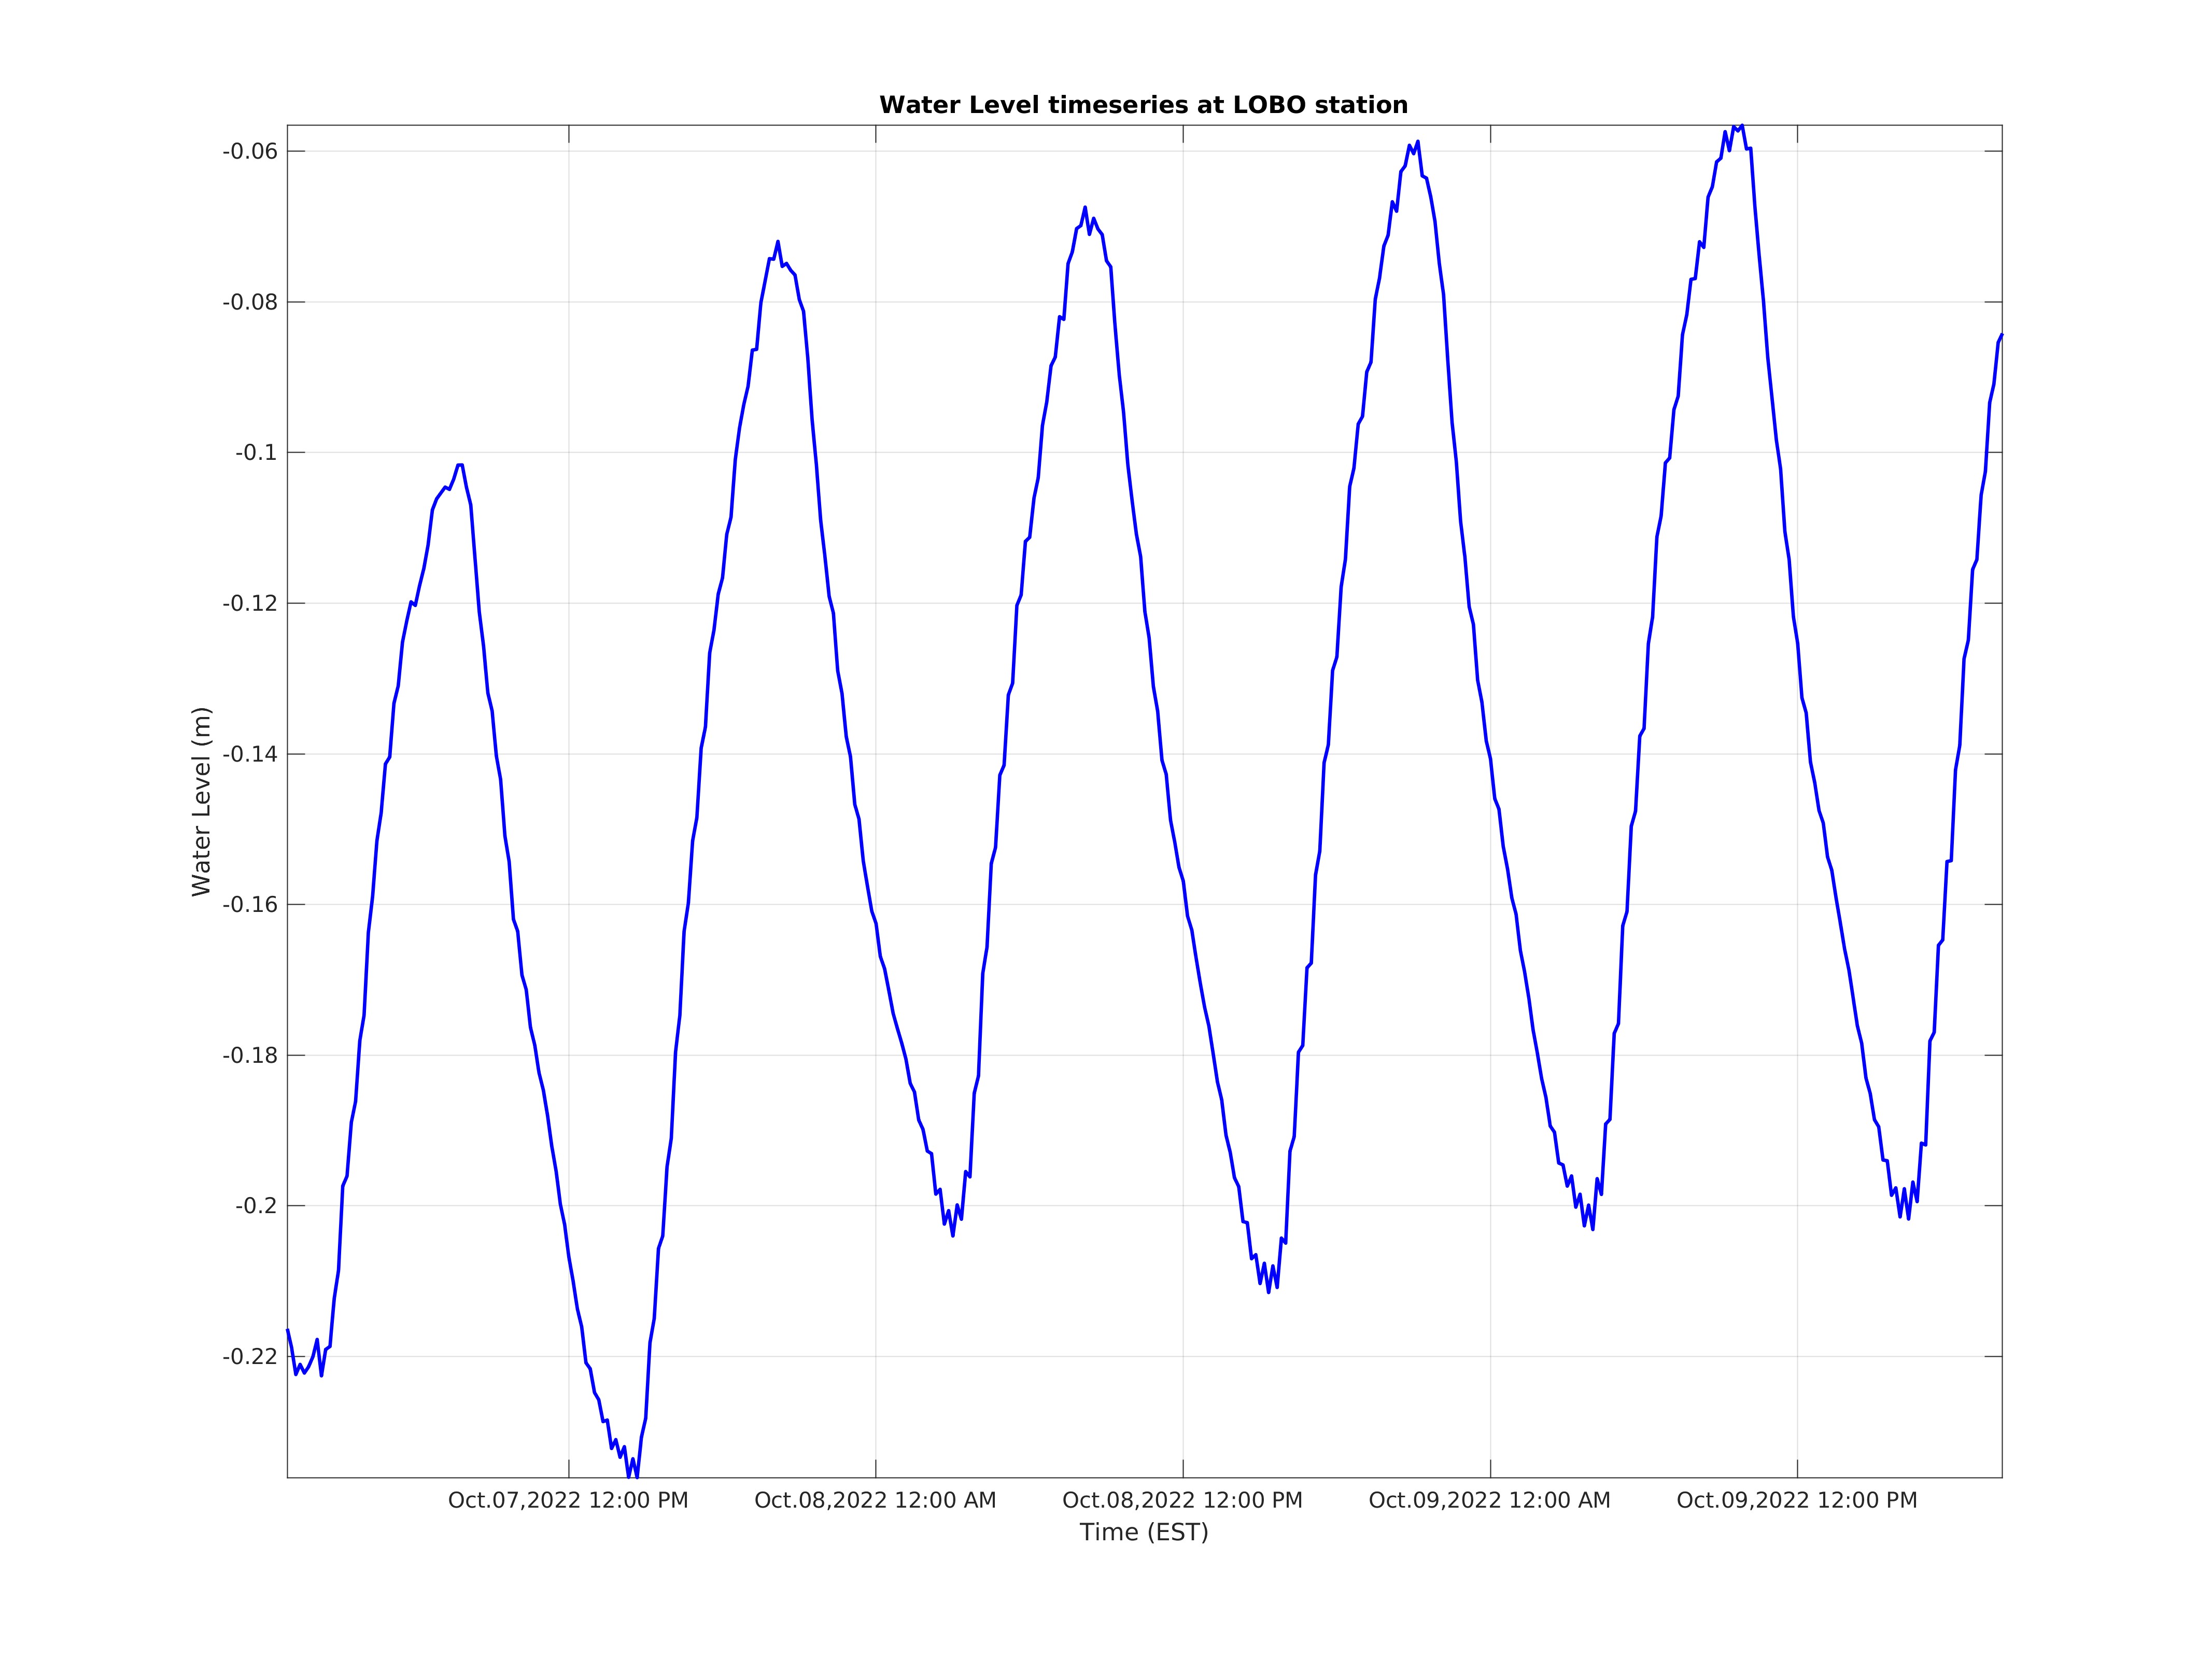 Water Level timeseries at LOBO station
-0.06
-0.08
-0.1
-0.12
-0.14
-0.16
-0.18
-0.2
-0.22
Water Level (m)
Oct.07,2022 12:00 PM
Oct.08,2022 12:00 AM
Oct.08,2022 12:00 PM
Oct.09,2022 12:00 AM
Oct.09,2022 12:00 PM
Time (EST)